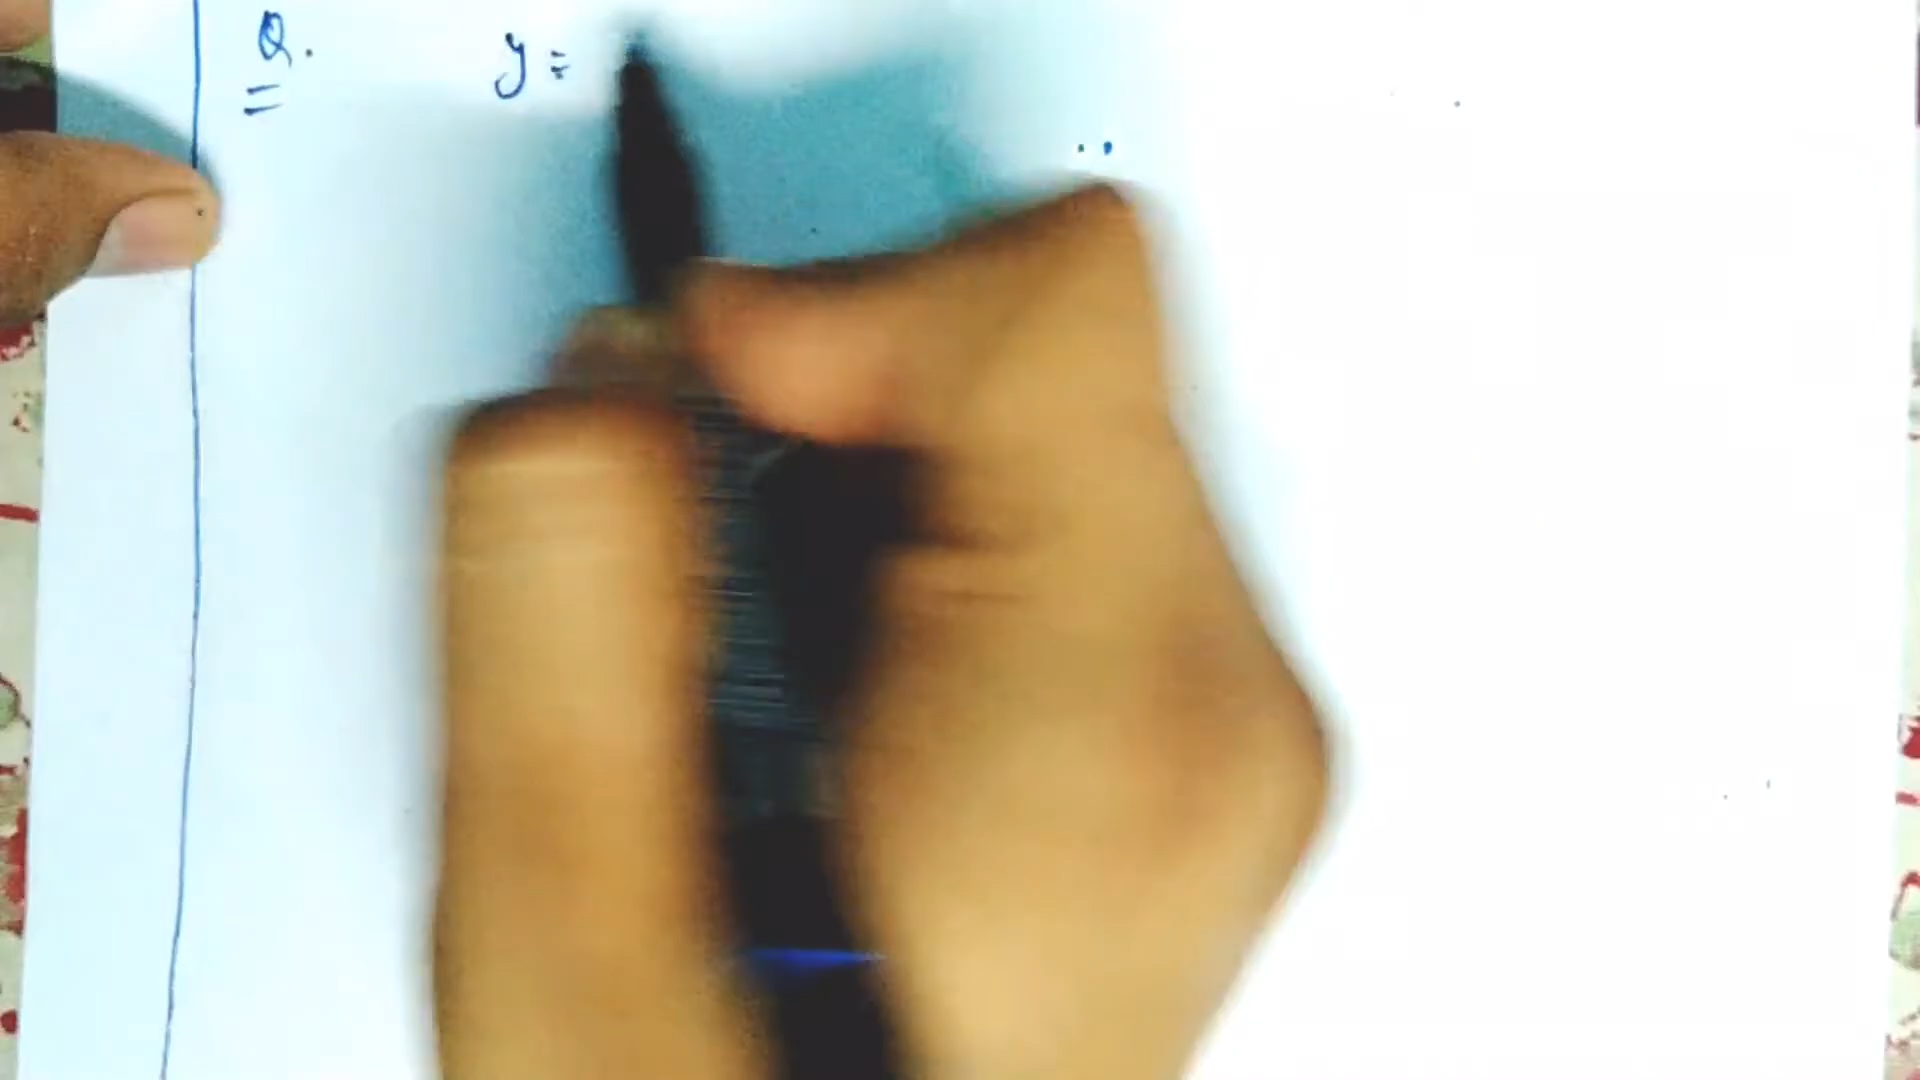 Q. y =